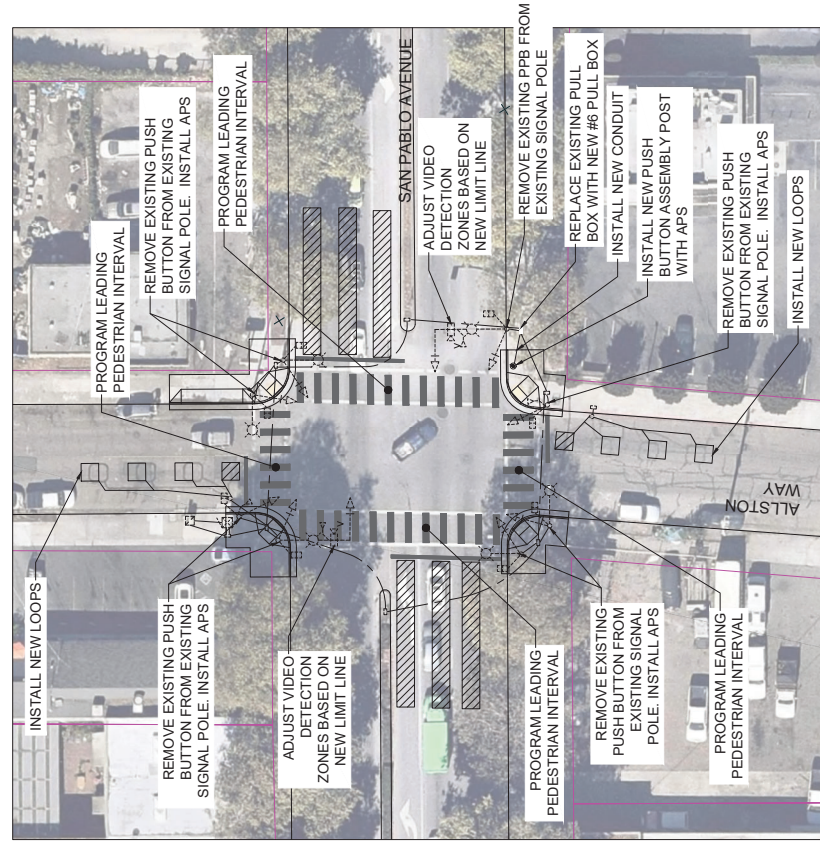 INSTALL NEW LOOPS
REMOVE EXISTING PUSH
BUTTON FROM EXISTING
SIGNAL POLE. INSTALL APS
ADJUST VIDEO
DETECTION
ZONES BASED ON
NEW LIMIT LINE
PROGRAM LEADING
PEDESTRIAN INTERVAL
REMOVE EXISTING PUSH
BUTTON FROM EXISTING
SIGNAL POLE. INSTALL APS
PROGRAM LEADING
PEDESTRIAN INTERVAL
SAN PABLO AVENUE
ADJUST VIDEO
DETECTION
ZONES BASED ON
NEW LIMIT LINE
REMOVE EXISTING PPB FROM
EXISTING SIGNAL POLE
REPLACE EXISTING PULL
BOX WITH NEW #6 PULL BOX
INSTALL NEW CONDUIT
INSTALL NEW PUSH
BUTTON ASSEMBLY POST
WITH APS
REMOVE EXISTING PUSH
BUTTON FROM EXISTING
SIGNAL POLE. INSTALL APS
INSTALL NEW LOOPS
PROGRAM LEADING
PEDESTRIAN INTERVAL
REMOVE EXISTING
PUSH BUTTON FROM
EXISTING SIGNAL
POLE. INSTALL APS
PROGRAM LEADING
PEDESTRIAN INTERVAL
ALLSTON
WAY